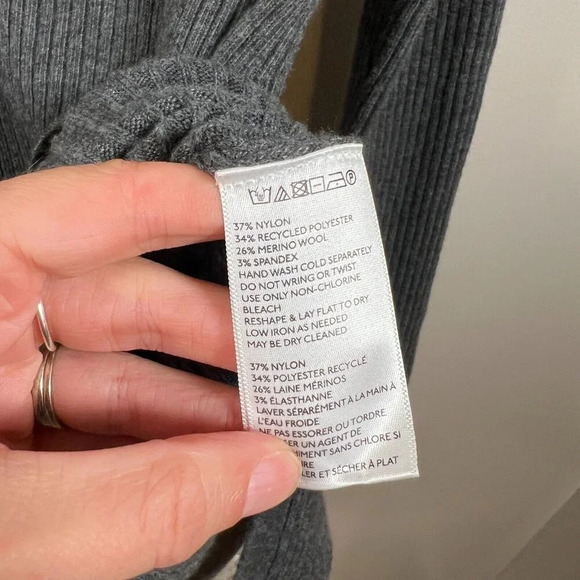 37% NYLON
34% RECYCLED POLYESTER
26% MERINO WOOL
3% SPANDEX
HAND WASH COLD SEPARATELY
DO NOT WRING OR TWIST
USE ONLY NON-CHLORINE
BLEACH
RESHAPE & LAY FLAT TO DRY
LOW IRON AS NEEDED
MAY BE DRY CLEANED
37% NYLON
34% POLYESTER RECYCLÉ
26% LAINE MÉRINOS
3% ÉLASTHANNE
LAVER SÉPARÉMENT À LA MAIN À
L'EAU FROIDE
NE PAS ESSORER OU TORDRE
UN AGENT DE
SANS CHLORE SI
ET SÉCHER À PLAT